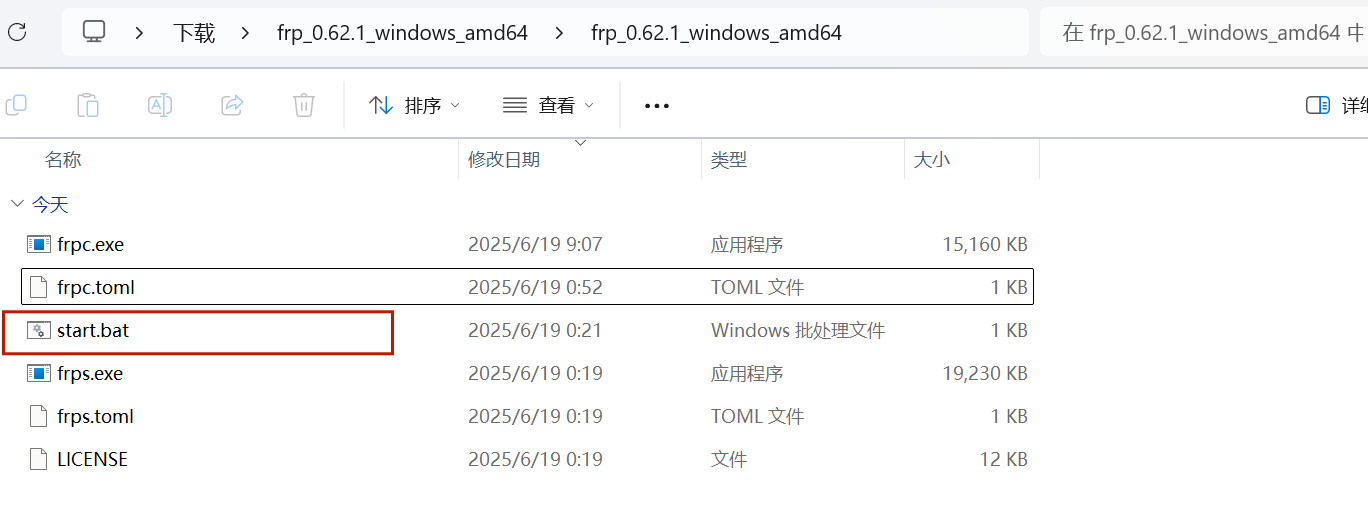 下载 frp_0.62.1_windows_amd64 frp_0.62.1_windows_amd64 在 frp_0.62.1_windows_amd64 中
排序 查看 详细
名称 修改日期 类型 大小
今天
frpc.exe 2025/6/19 9:07 应用程序 15,160 KB
frpc.toml 2025/6/19 0:52 TOML 文件 1 KB
start.bat 2025/6/19 0:21 Windows 批处理文件 1 KB
frps.exe 2025/6/19 0:19 应用程序 19,230 KB
frps.toml 2025/6/19 0:19 TOML 文件 1 KB
LICENSE 2025/6/19 0:19 文件 12 KB